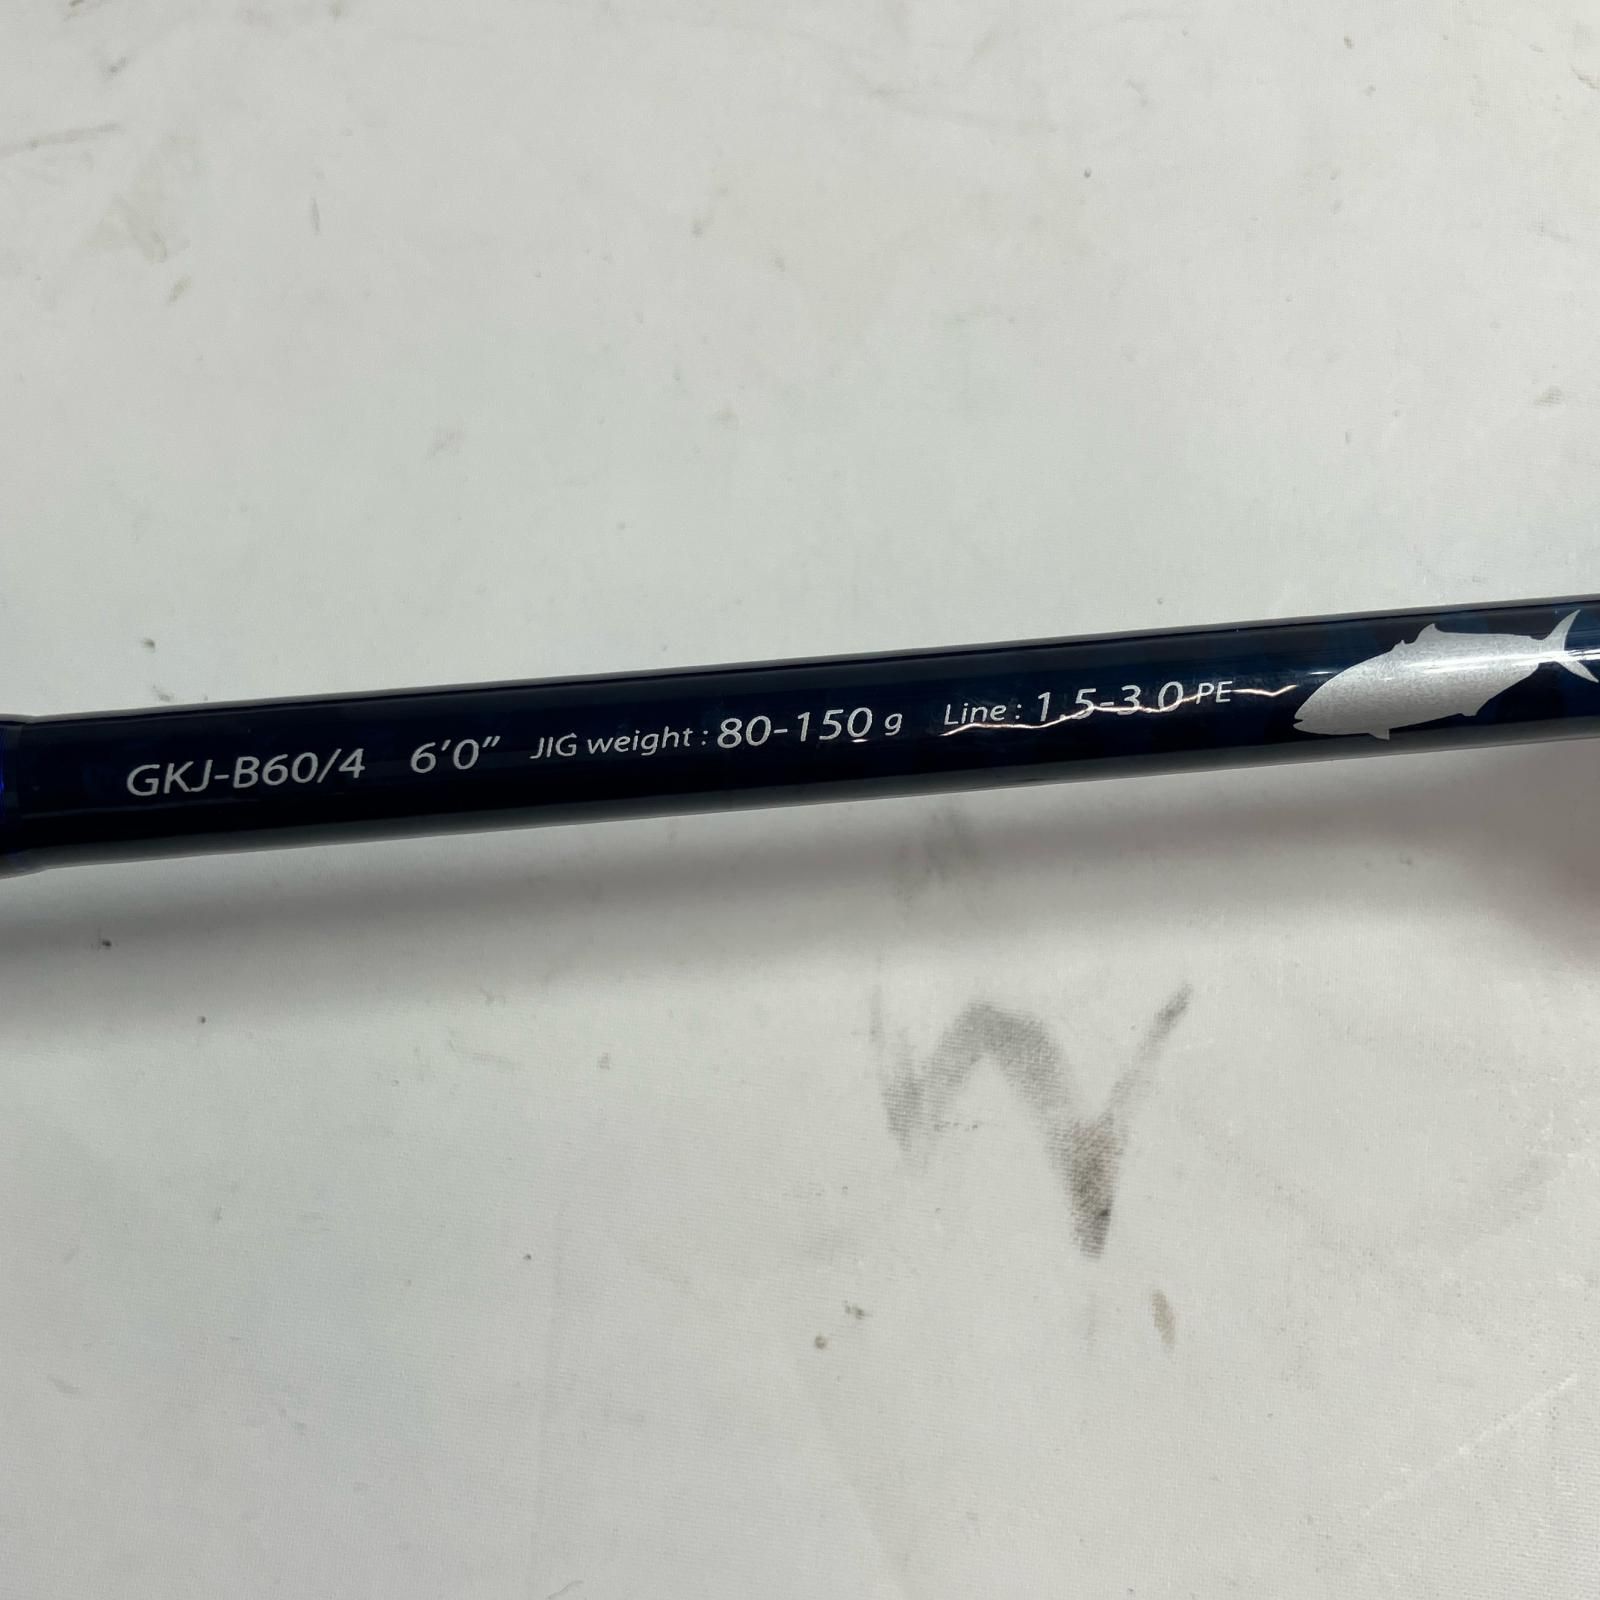 GKJ-B60/4 6'0" JIG weight : 80-150 g Line : 1.5-3.0 PE